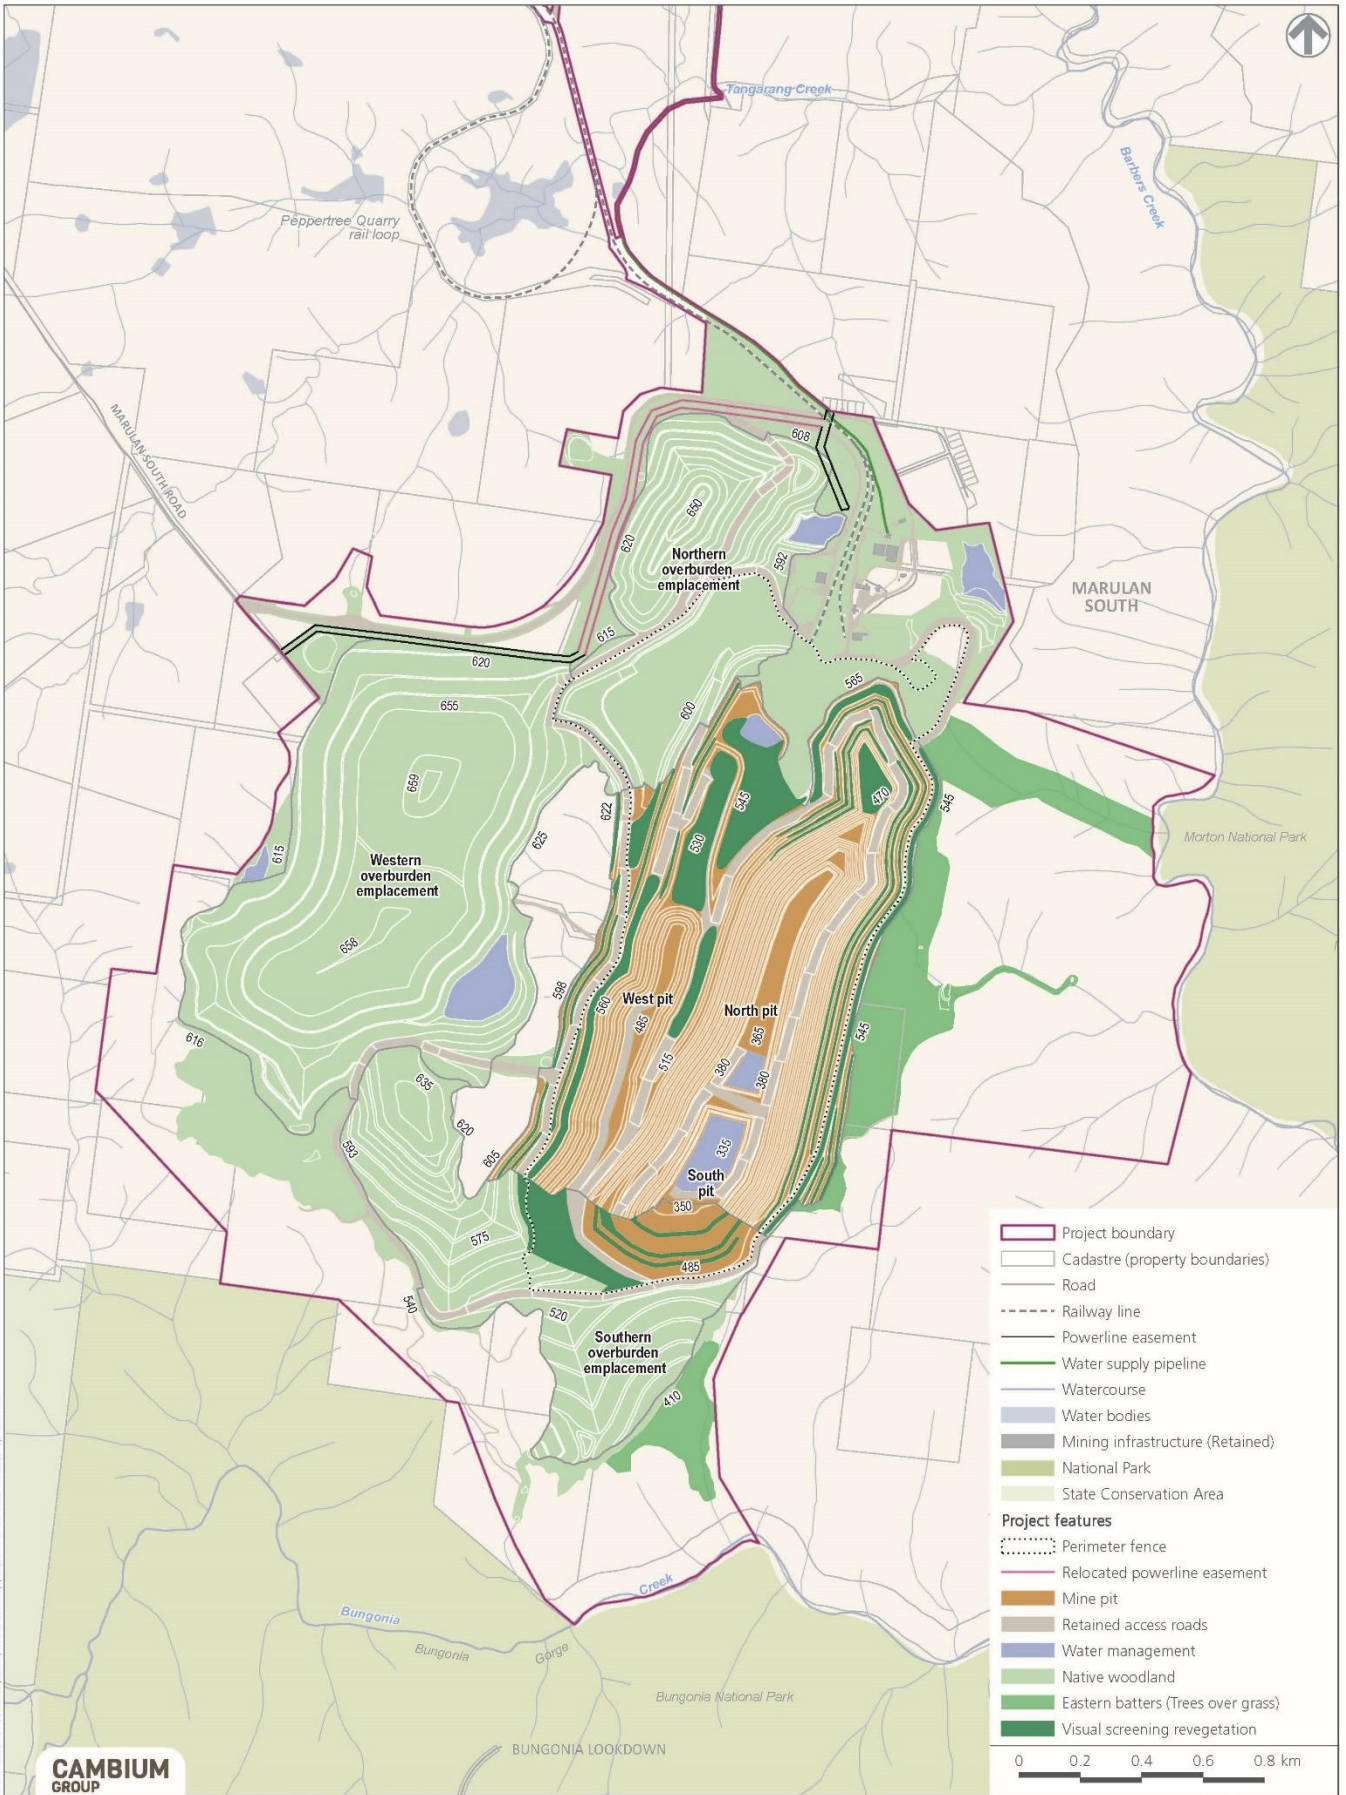 Tangarang Creek
Barbers Creek
Peppertree Quarry
rail loop
MARULAN SOUTH ROAD
608
650
620
Northern
overburden
emplacement
592
MARULAN
SOUTH
615
620
565
655
600
659
545
470
545
622
625
530
615
Western
overburden
emplacement
Morton National Park
658
598
560
West pit
485
North pit
365
545
616
515
380
380
635
620
593
605
335
South
pit
350
575
485
540
520
Southern
overburden
emplacement
410
Creek
Bungonia
Bungonia
Gorge
Bungonia National Park
BUNGONIA LOOKDOWN
CAMBIUM
GROUP
Project boundary
Cadastre (property boundaries)
Road
Railway line
Powerline easement
Water supply pipeline
Watercourse
Water bodies
Mining infrastructure (Retained)
National Park
State Conservation Area
Project features
Perimeter fence
Relocated powerline easement
Mine pit
Retained access roads
Water management
Native woodland
Eastern batters (Trees over grass)
Visual screening revegetation
0 0.2 0.4 0.6 0.8 km